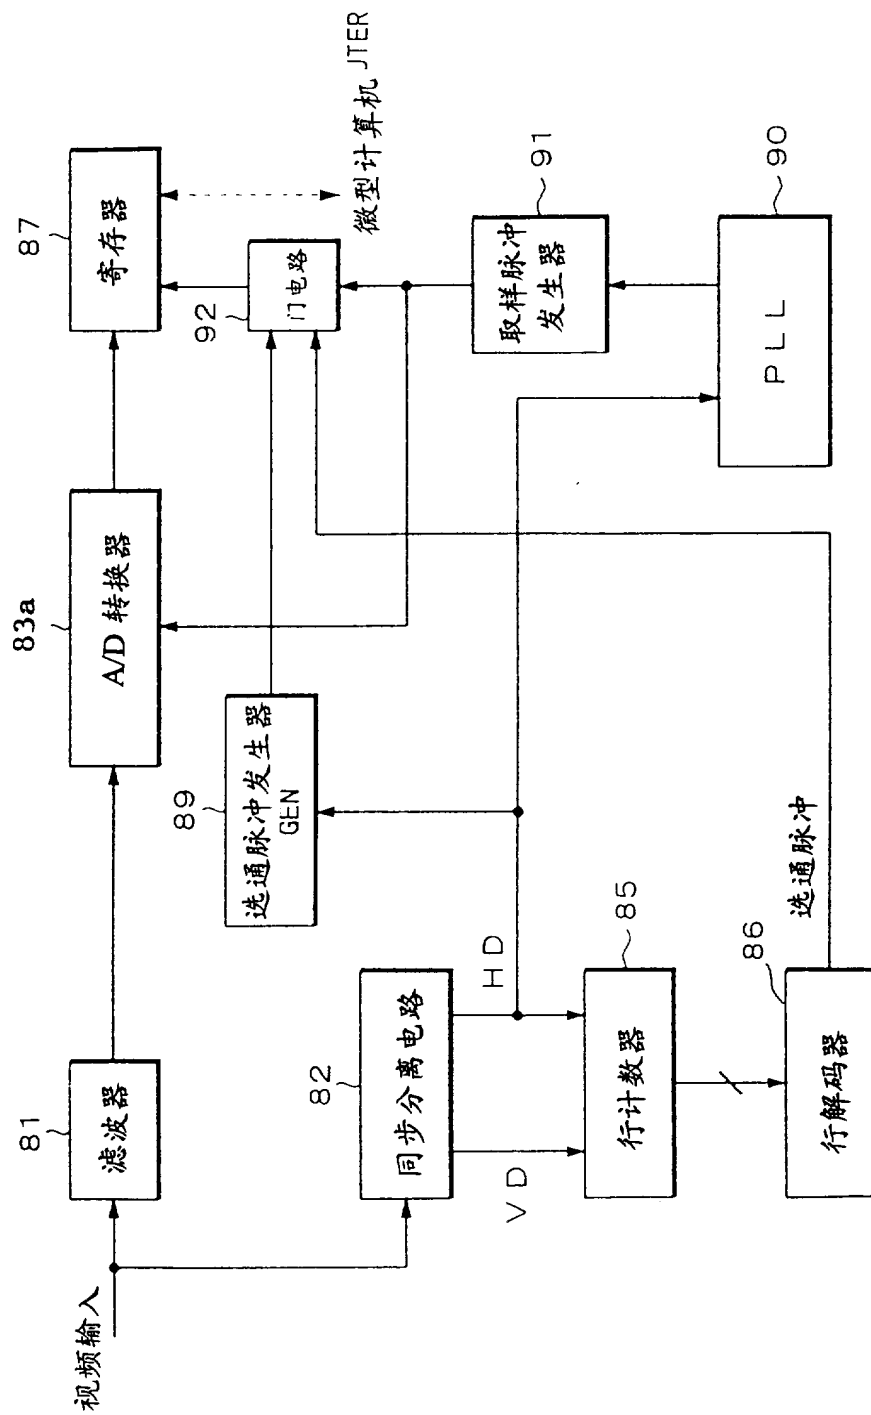 视频输入
81
滤波器
83a
A/D 转换器
87
寄存器
89
选通脉冲发生器
GEN
92
门电路
微型计算机 JTER
82
同步分离电路
HD
VD
91
取样脉冲
发生器
85
行计数器
90
PLL
86
行解码器
选通脉冲